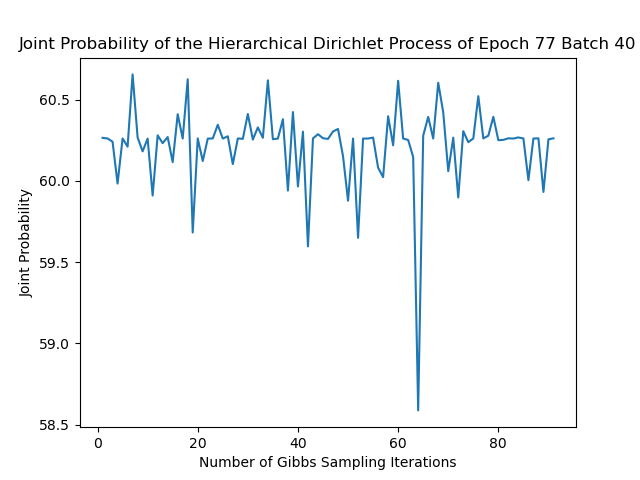 Joint Probability of the Hierarchical Dirichlet Process of Epoch 77 Batch 40
60.5
60.0
59.5
59.0
58.5
Joint Probability
0 20 40 60 80
Number of Gibbs Sampling Iterations